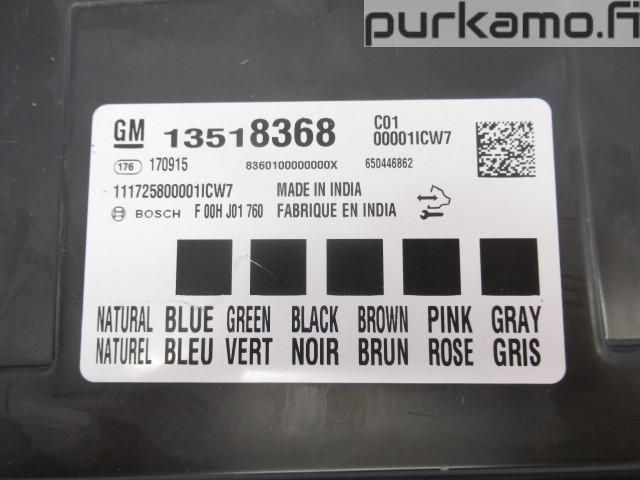 purkamo.fi
GM 13518368 C01
00001ICW7
176 170915 8360100000000X 650446862
111725800001ICW7 MADE IN INDIA
BOSCH F 00H J01 760 FABRIQUE EN INDIA
NATURAL BLUE GREEN BLACK BROWN PINK GRAY
NATUREL BLEU VERT NOIR BRUN ROSE GRIS